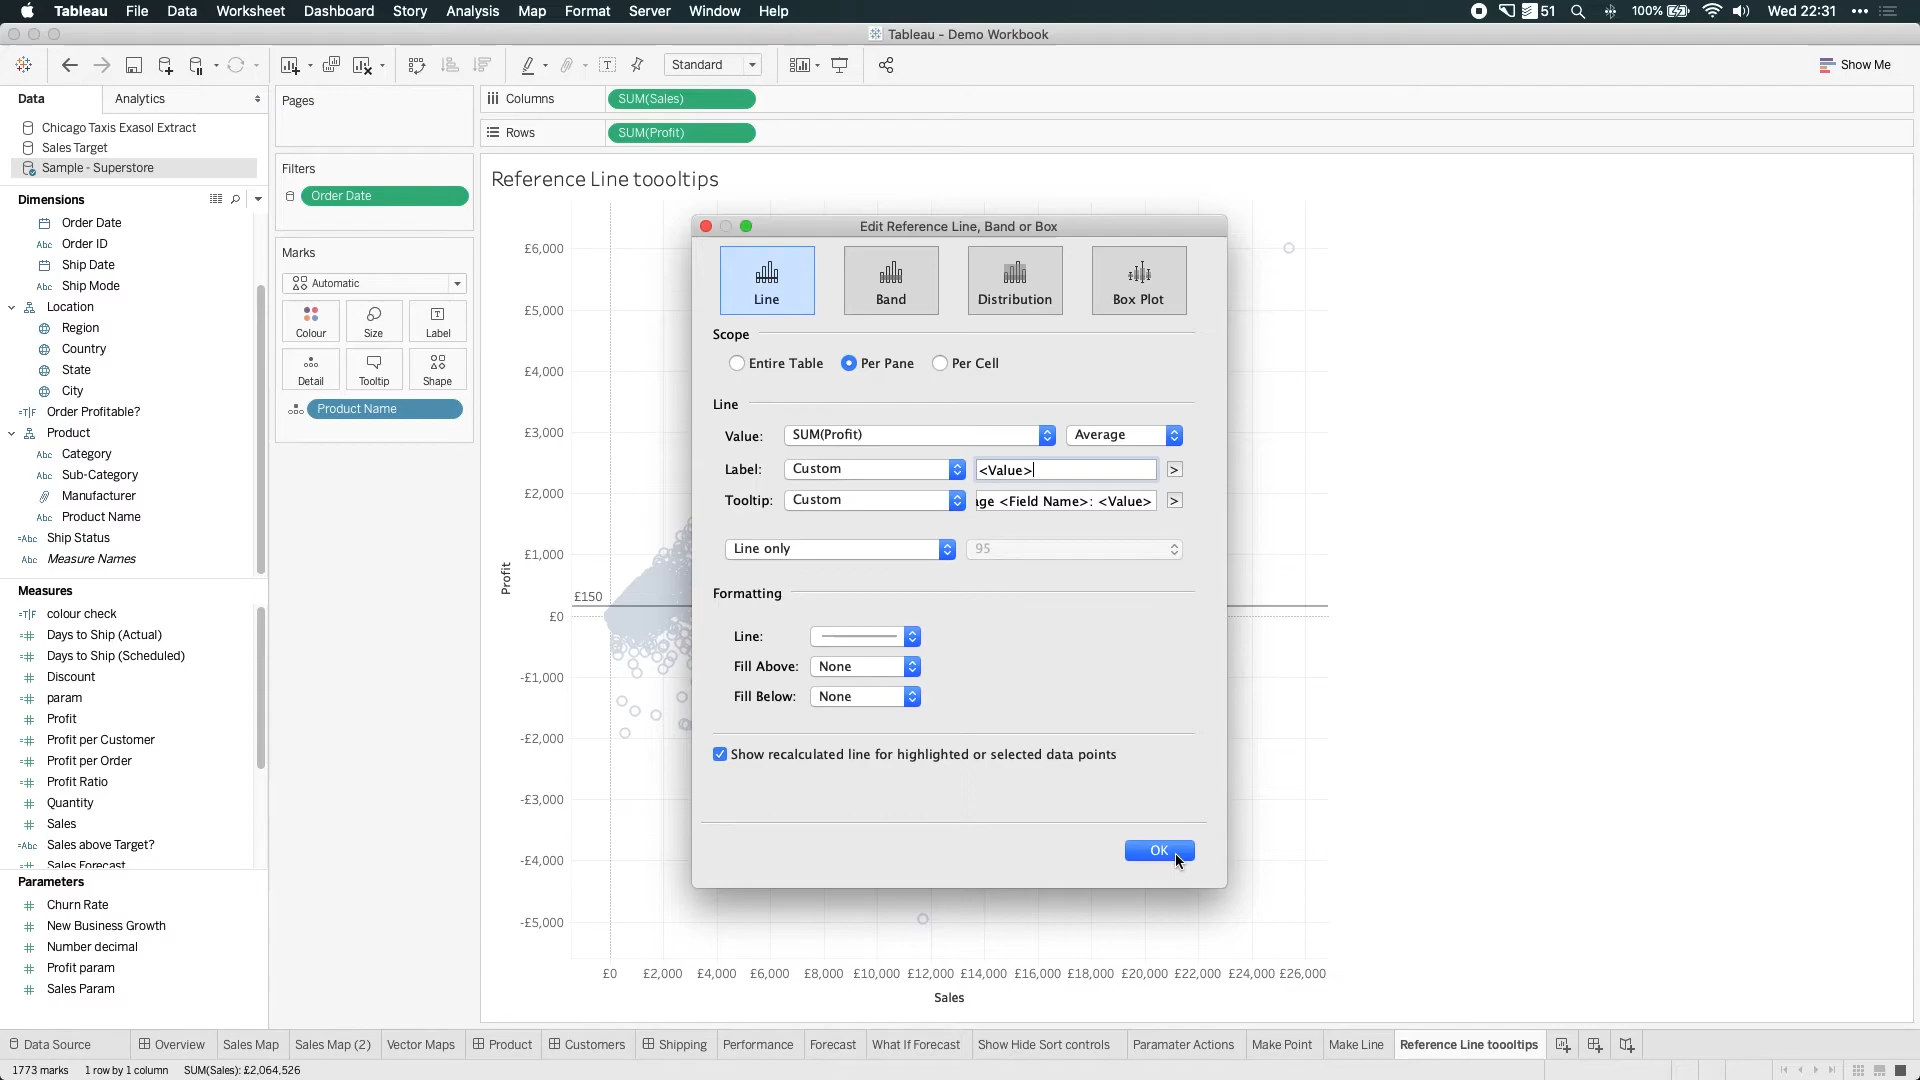 Tableau File Data Worksheet Dashboard Story Analysis Map Format Server Window Help
51 100% Wed 22:31
Tableau - Demo Workbook
Standard
Show Me
Data Analytics
Chicago Taxis Exasol Extract
Sales Target
Sample - Superstore
Dimensions
Order Date
Abc Order ID
Ship Date
Abc Ship Mode
Location
Region
Country
State
City
=T|F Order Profitable?
Product
Abc Category
Abc Sub-Category
Manufacturer
Abc Product Name
=Abc Ship Status
Abc Measure Names
Measures
=T|F colour check
=# Days to Ship (Actual)
=# Days to Ship (Scheduled)
# Discount
=# param
# Profit
=# Profit per Customer
=# Profit per Order
=# Profit Ratio
# Quantity
# Sales
=Abc Sales above Target?
=# Sales Forecast
Parameters
# Churn Rate
# New Business Growth
# Number decimal
# Profit param
# Sales Param
Pages
Filters
Order Date
Marks
Automatic
Colour Size Label
Detail Tooltip Shape
Product Name
Columns SUM(Sales)
Rows SUM(Profit)
Reference Line toooltips
£6,000
£5,000
£4,000
£3,000
£2,000
£1,000
£150
£0
-£1,000
-£2,000
-£3,000
-£4,000
-£5,000
Profit
£0 £2,000 £4,000 £6,000 £8,000 £10,000 £12,000 £14,000 £16,000 £18,000 £20,000 £22,000 £24,000 £26,000
Sales
Edit Reference Line, Band or Box
Line Band Distribution Box Plot
Scope
Entire Table Per Pane Per Cell
Line
Value: SUM(Profit) Average
Label: Custom <Value> >
Tooltip: Custom age <Field Name>: <Value> >
Line only 95
Formatting
Line:
Fill Above: None
Fill Below: None
Show recalculated line for highlighted or selected data points
OK
Data Source Overview Sales Map Sales Map (2) Vector Maps Product Customers Shipping Performance Forecast What If Forecast Show Hide Sort controls Paramater Actions Make Point Make Line Reference Line toooltips
1773 marks 1 row by 1 column SUM(Sales): £2,064,526